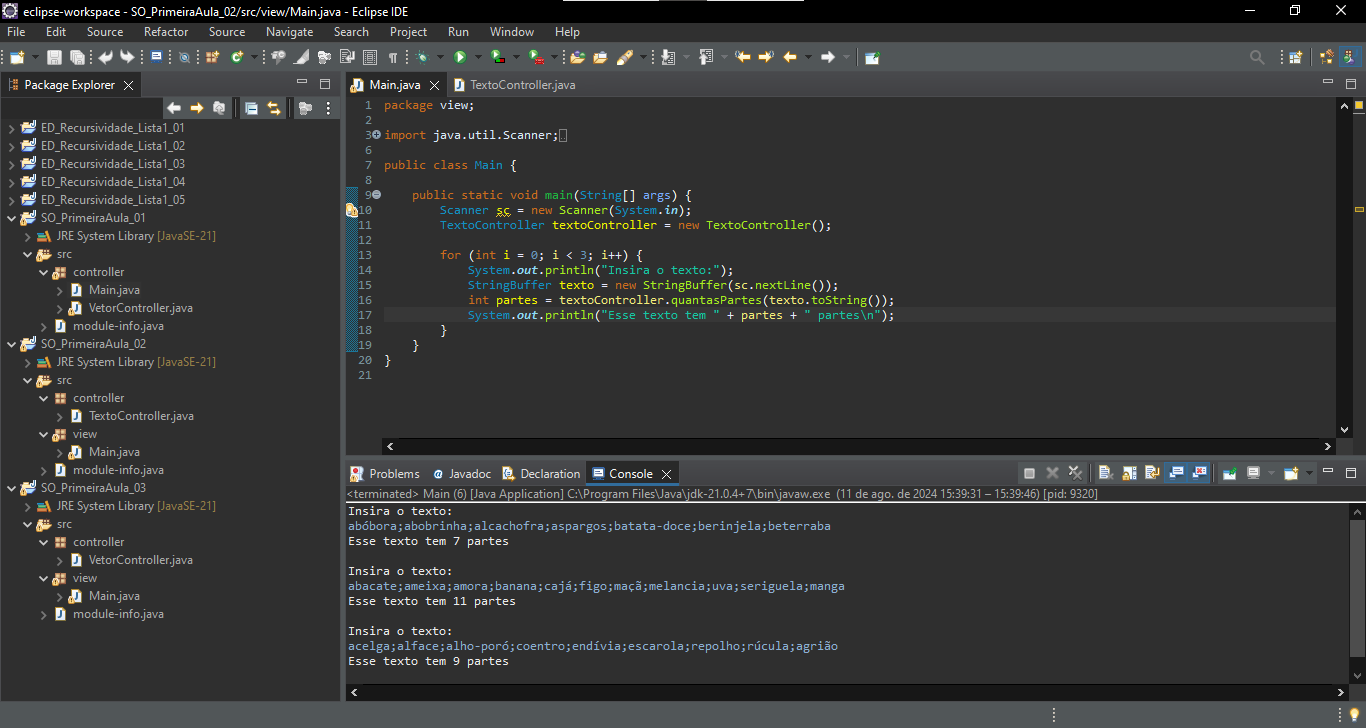 eclipse-workspace - SO_PrimeiraAula_02/src/view/Main.java - Eclipse IDE
File Edit Source Refactor Source Navigate Search Project Run Window Help
Package Explorer
ED_Recursividade_Lista1_01
ED_Recursividade_Lista1_02
ED_Recursividade_Lista1_03
ED_Recursividade_Lista1_04
ED_Recursividade_Lista1_05
SO_PrimeiraAula_01
JRE System Library [JavaSE-21]
src
controller
Main.java
VetorController.java
module-info.java
SO_PrimeiraAula_02
JRE System Library [JavaSE-21]
src
controller
TextoController.java
view
Main.java
module-info.java
SO_PrimeiraAula_03
JRE System Library [JavaSE-21]
src
controller
VetorController.java
view
Main.java
module-info.java
Main.java TextoController.java
1 package view;
2
3 import java.util.Scanner;
6
7 public class Main {
8
9 public static void main(String[] args) {
10 Scanner sc = new Scanner(System.in);
11 TextoController textoController = new TextoController();
12
13 for (int i = 0; i < 3; i++) {
14 System.out.println("Insira o texto:");
15 StringBuffer texto = new StringBuffer(sc.nextLine());
16 int partes = textoController.quantasPartes(texto.toString());
17 System.out.println("Esse texto tem " + partes + " partes\n");
18 }
19 }
20 }
21
Problems Javadoc Declaration Console
<terminated> Main (6) [Java Application] C:\Program Files\Java\jdk-21.0.4+7\bin\javaw.exe (11 de ago. de 2024 15:39:31 – 15:39:46) [pid: 9320]
Insira o texto:
abóbora;abobrinha;alcachofra;aspargos;batata-doce;berinjela;beterraba
Esse texto tem 7 partes
Insira o texto:
abacate;ameixa;amora;banana;cajá;figo;maçã;melancia;uva;seriguela;manga
Esse texto tem 11 partes
Insira o texto:
acelga;alface;alho-poró;coentro;endívia;escarola;repolho;rúcula;agrião
Esse texto tem 9 partes